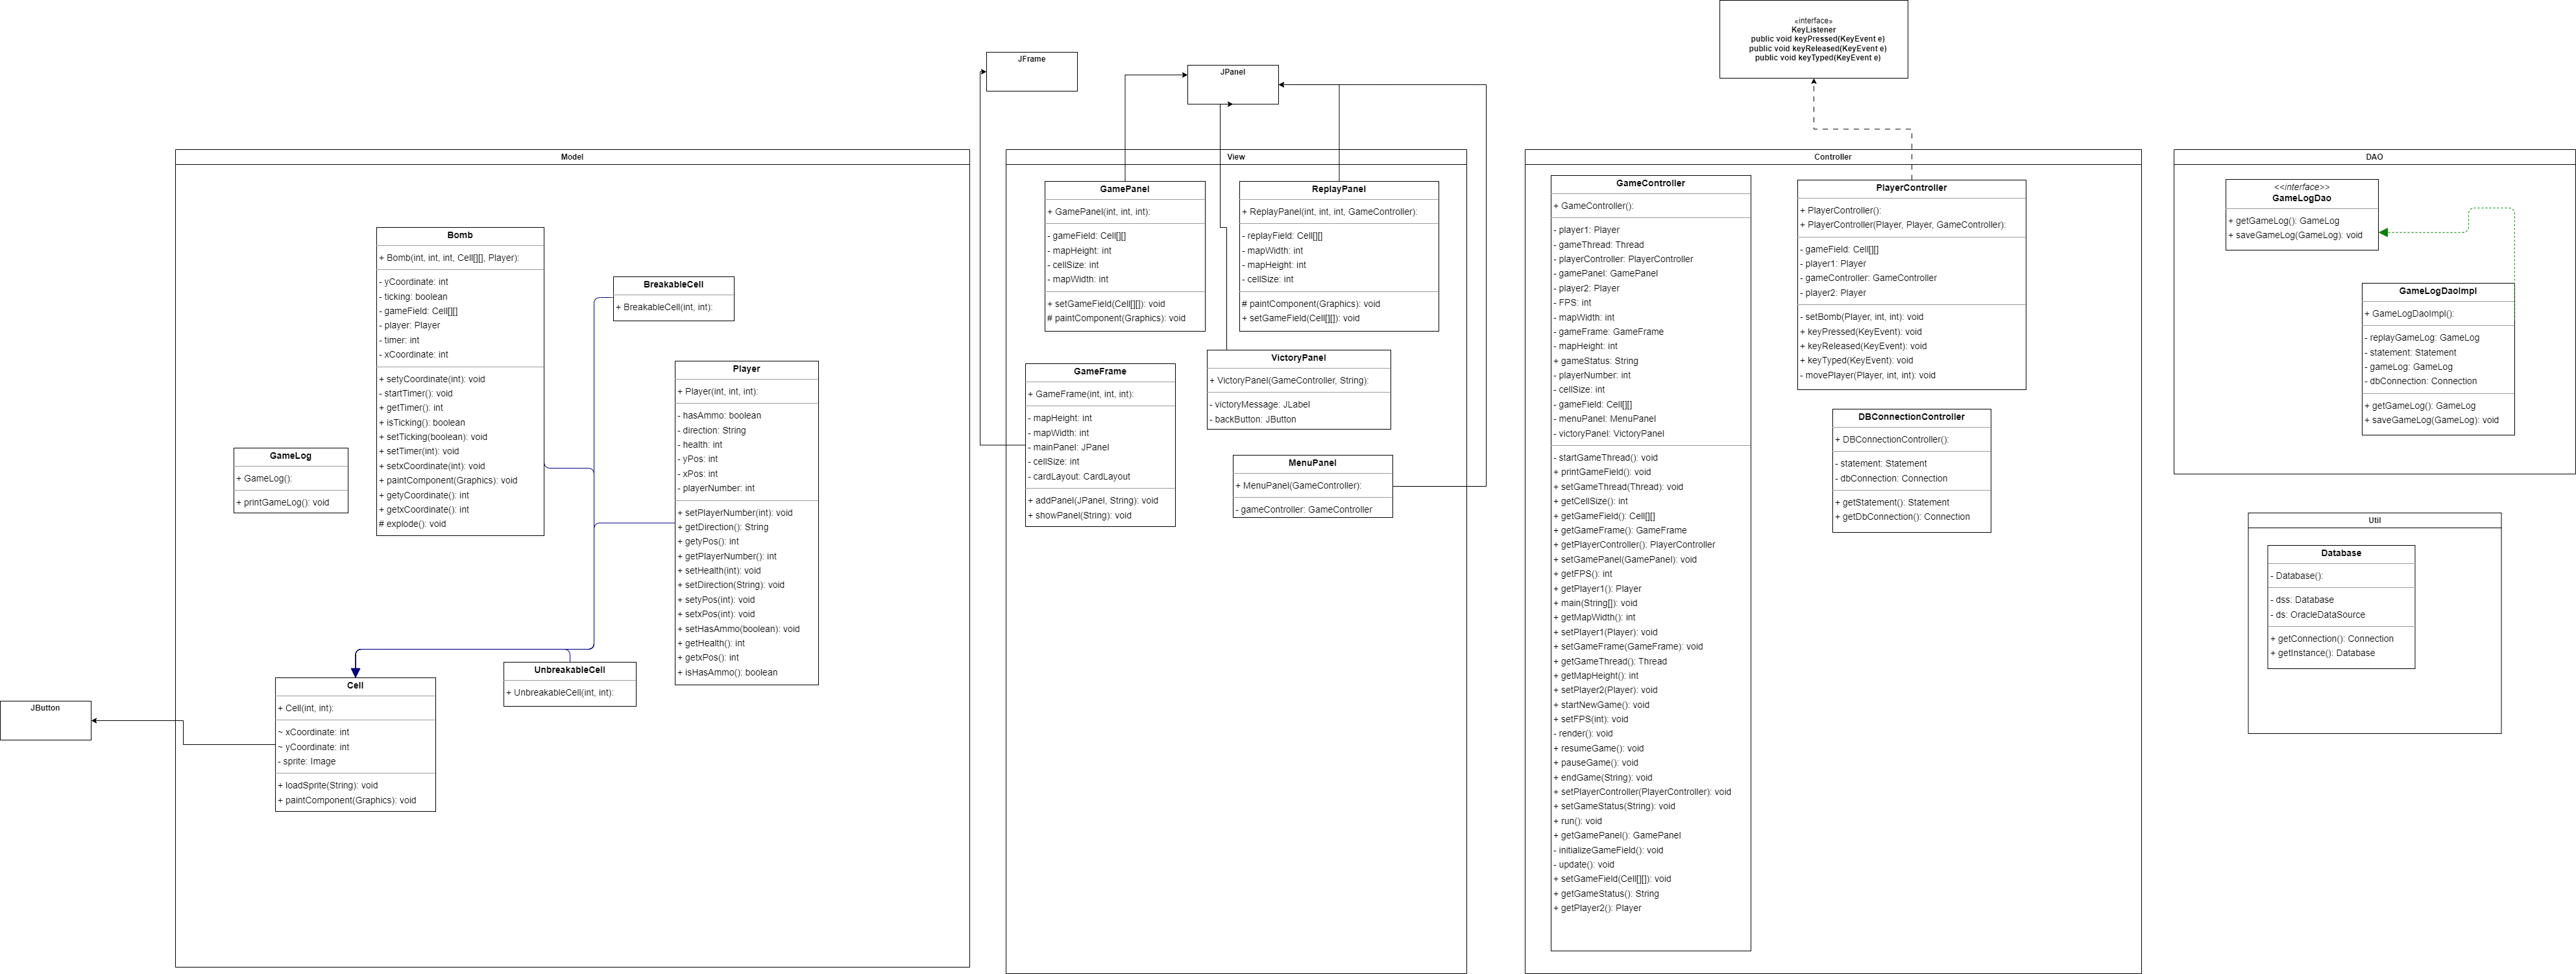 «interface»
KeyListener
public void keyPressed(KeyEvent e)
public void keyReleased(KeyEvent e)
public void keyTyped(KeyEvent e)
JFrame
JPanel
Model
Bomb
+ Bomb(int, int, int, Cell[][], Player):
- yCoordinate: int
- ticking: boolean
- gameField: Cell[][]
- player: Player
- timer: int
- xCoordinate: int
+ setyCoordinate(int): void
- startTimer(): void
+ getTimer(): int
+ isTicking(): boolean
+ setTicking(boolean): void
+ setTimer(int): void
+ setxCoordinate(int): void
+ paintComponent(Graphics): void
+ getyCoordinate(): int
+ getxCoordinate(): int
# explode(): void
BreakableCell
+ BreakableCell(int, int):
Player
+ Player(int, int, int):
- hasAmmo: boolean
- direction: String
- health: int
- yPos: int
- xPos: int
- playerNumber: int
+ setPlayerNumber(int): void
+ getDirection(): String
+ getyPos(): int
+ getPlayerNumber(): int
+ setHealth(int): void
+ setDirection(String): void
+ setyPos(int): void
+ setxPos(int): void
+ setHasAmmo(boolean): void
+ getHealth(): int
+ getxPos(): int
+ isHasAmmo(): boolean
GameLog
+ GameLog():
+ printGameLog(): void
UnbreakableCell
+ UnbreakableCell(int, int):
Cell
+ Cell(int, int):
~ xCoordinate: int
~ yCoordinate: int
- sprite: Image
+ loadSprite(String): void
+ paintComponent(Graphics): void
JButton
View
GamePanel
+ GamePanel(int, int, int):
- gameField: Cell[][]
- mapHeight: int
- cellSize: int
- mapWidth: int
+ setGameField(Cell[][]): void
# paintComponent(Graphics): void
ReplayPanel
+ ReplayPanel(int, int, int, GameController):
- replayField: Cell[][]
- mapWidth: int
- mapHeight: int
- cellSize: int
# paintComponent(Graphics): void
+ setGameField(Cell[][]): void
GameFrame
+ GameFrame(int, int, int):
- mapHeight: int
- mapWidth: int
- mainPanel: JPanel
- cellSize: int
- cardLayout: CardLayout
+ addPanel(JPanel, String): void
+ showPanel(String): void
VictoryPanel
+ VictoryPanel(GameController, String):
- victoryMessage: JLabel
- backButton: JButton
MenuPanel
+ MenuPanel(GameController):
- gameController: GameController
Controller
GameController
+ GameController():
- player1: Player
- gameThread: Thread
- playerController: PlayerController
- gamePanel: GamePanel
- player2: Player
- FPS: int
- mapWidth: int
- gameFrame: GameFrame
- mapHeight: int
+ gameStatus: String
- playerNumber: int
- cellSize: int
- gameField: Cell[][]
- menuPanel: MenuPanel
- victoryPanel: VictoryPanel
- startGameThread(): void
+ printGameField(): void
+ setGameThread(Thread): void
+ getCellSize(): int
+ getGameField(): Cell[][]
+ getGameFrame(): GameFrame
+ getPlayerController(): PlayerController
+ setGamePanel(GamePanel): void
+ getFPS(): int
+ getPlayer1(): Player
+ main(String[]): void
+ getMapWidth(): int
+ setPlayer1(Player): void
+ setGameFrame(GameFrame): void
+ getGameThread(): Thread
+ getMapHeight(): int
+ setPlayer2(Player): void
+ startNewGame(): void
+ setFPS(int): void
- render(): void
+ resumeGame(): void
+ pauseGame(): void
+ endGame(String): void
+ setPlayerController(PlayerController): void
+ setGameStatus(String): void
+ run(): void
+ getGamePanel(): GamePanel
- initializeGameField(): void
- update(): void
+ setGameField(Cell[][]): void
+ getGameStatus(): String
+ getPlayer2(): Player
PlayerController
+ PlayerController():
+ PlayerController(Player, Player, GameController):
- gameField: Cell[][]
- player1: Player
- gameController: GameController
- player2: Player
- setBomb(Player, int, int): void
+ keyPressed(KeyEvent): void
+ keyReleased(KeyEvent): void
+ keyTyped(KeyEvent): void
- movePlayer(Player, int, int): void
DBConnectionController
+ DBConnectionController():
- statement: Statement
- dbConnection: Connection
+ getStatement(): Statement
+ getDbConnection(): Connection
DAO
<<interface>>
GameLogDao
+ getGameLog(): GameLog
+ saveGameLog(GameLog): void
GameLogDaoImpl
+ GameLogDaoImpl():
- replayGameLog: GameLog
- statement: Statement
- gameLog: GameLog
- dbConnection: Connection
+ getGameLog(): GameLog
+ saveGameLog(GameLog): void
Util
Database
- Database():
- dss: Database
- ds: OracleDataSource
+ getConnection(): Connection
+ getInstance(): Database